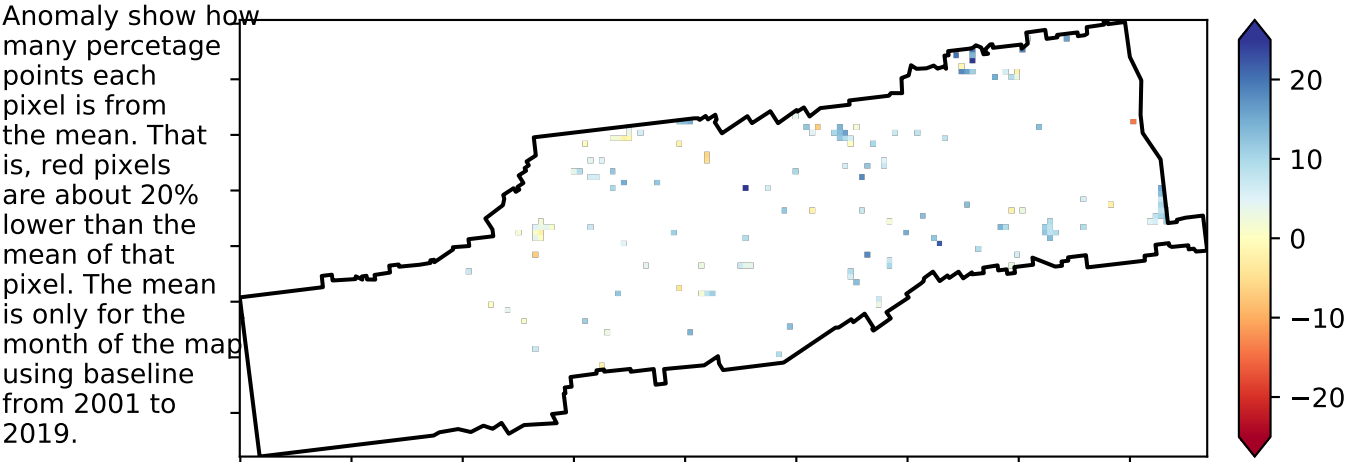 Anomaly show how
many percetage
points each
pixel is from
the mean. That
is, red pixels
are about 20%
lower than the
mean of that
pixel. The mean
is only for the
month of the map
using baseline
from 2001 to
2019.
20
10
0
−10
−20